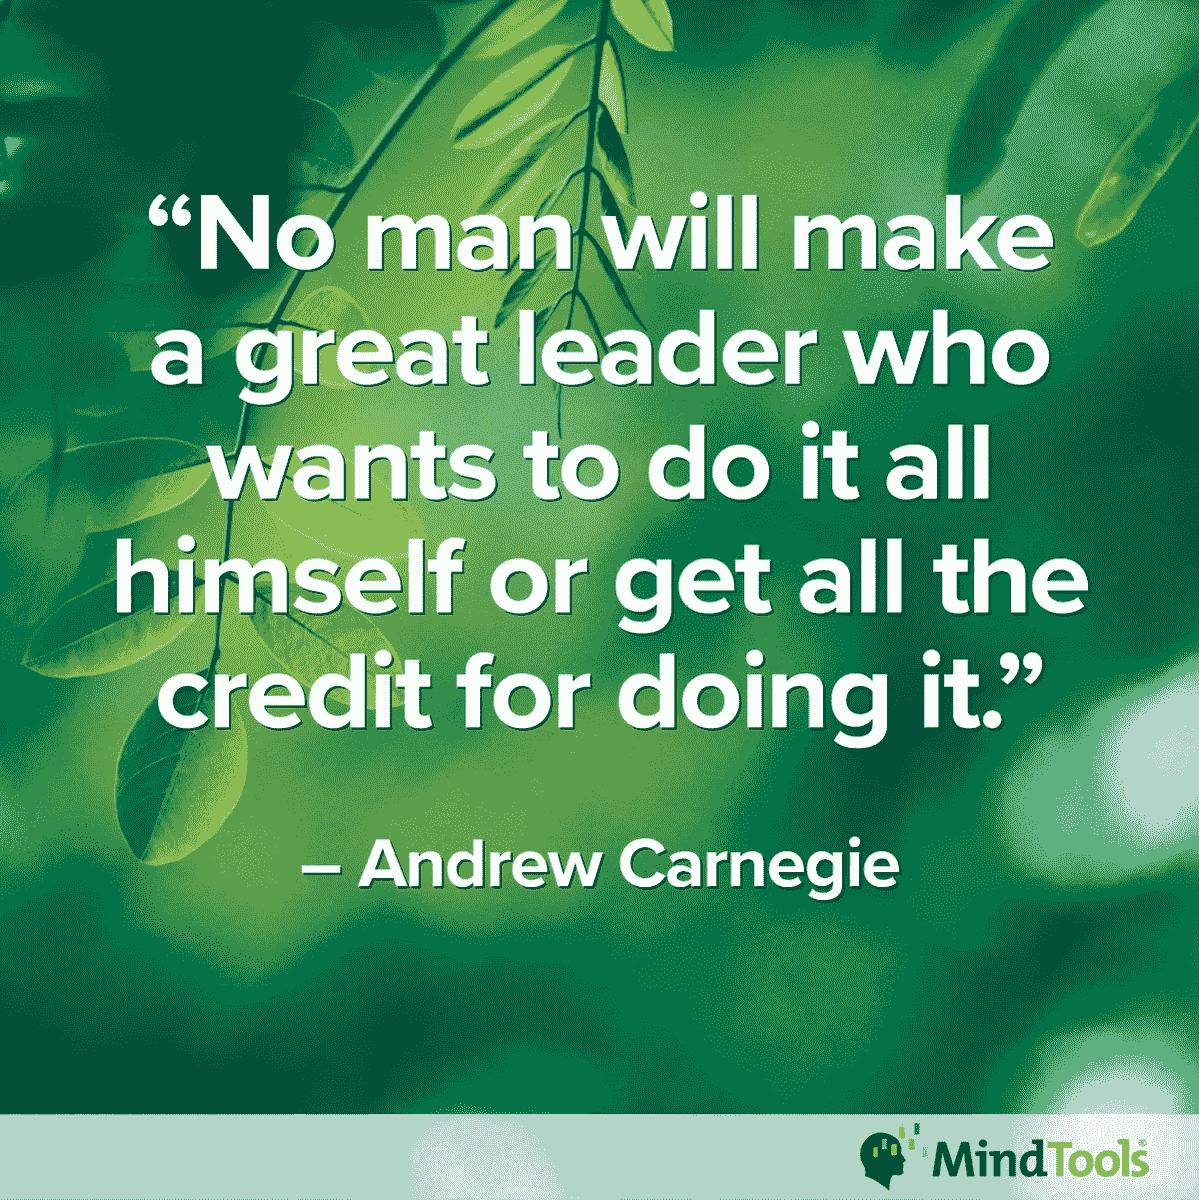 “No man will make
a great leader who
wants to do it all
himself or get all the
credit for doing it.”
– Andrew Carnegie
MindTools®